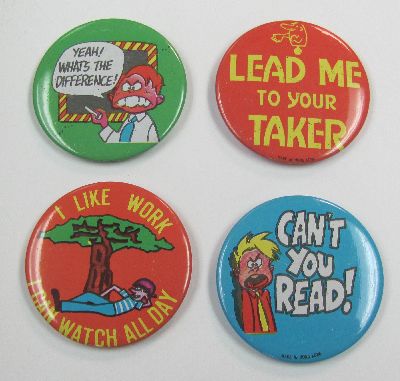 YEAH!
WHAT'S THE
DIFFERENCE!
LEAD ME
TO YOUR
TAKER
I LIKE WORK
I CAN WATCH ALL DAY
CAN'T
YOU
READ!